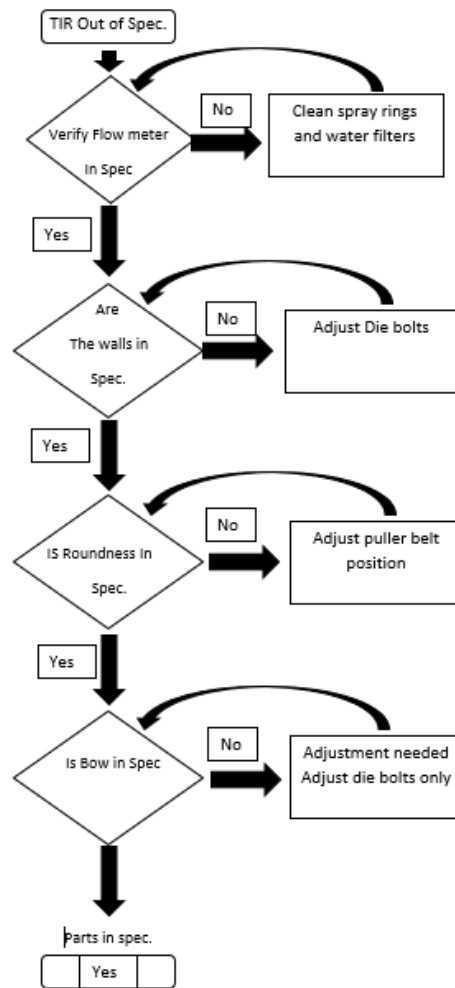 TIR Out of Spec.
Verify Flow meter
In Spec
No
Clean spray rings
and water filters
Yes
Are
The walls in
Spec.
No
Adjust Die bolts
Yes
IS Roundness In
Spec.
No
Adjust puller belt
position
Yes
Is Bow in Spec
No
Adjustment needed
Adjust die bolts only
Parts in spec.
Yes